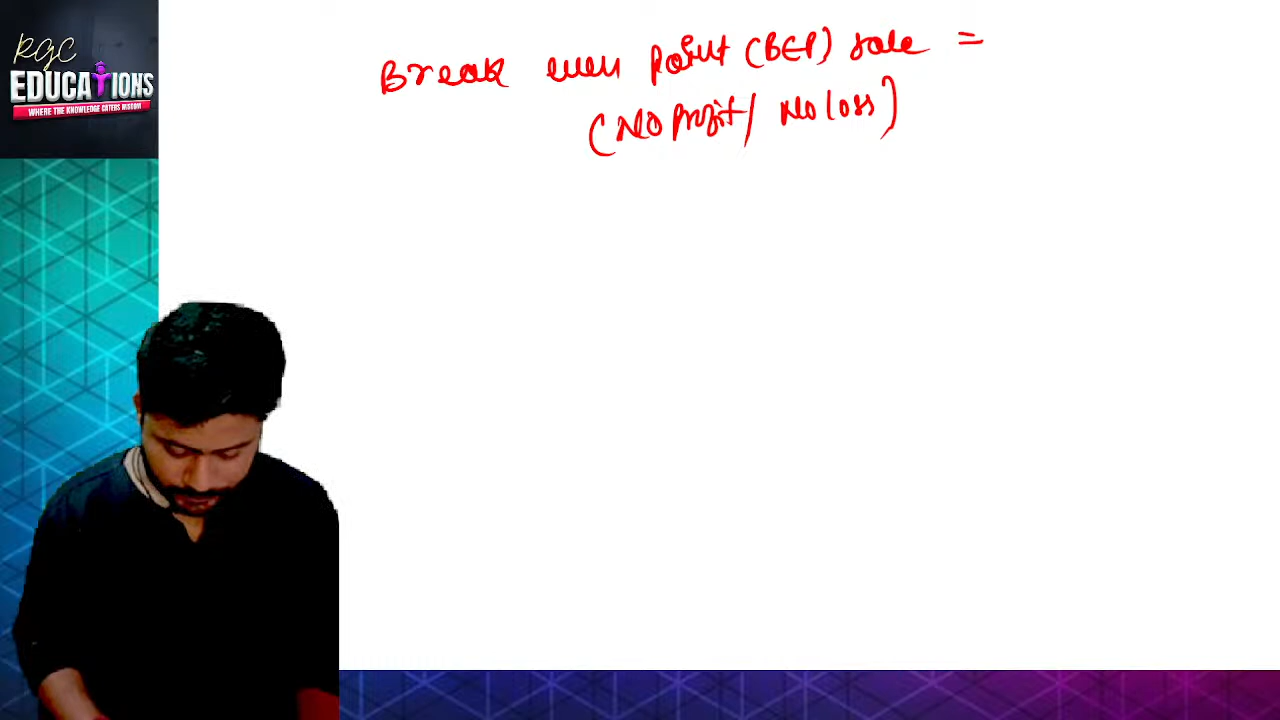 RGC
EDUCATIONS
WHERE THE KNOWLEDGE CATERS WISDOM
Break even Point (BEP) sale =
(No Profit / No loss)